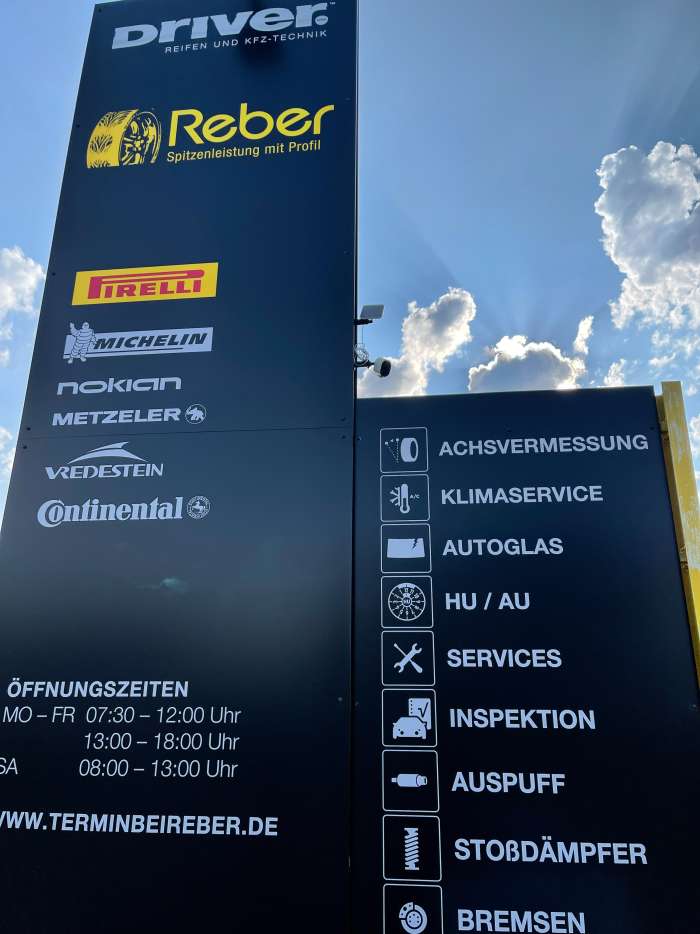 DRIVER.
REIFEN UND KFZ-TECHNIK
Reber
Spitzenleistung mit Profil
PIRELLI
MICHELIN
nokian
METZELER
VREDESTEIN
Continental
ÖFFNUNGSZEITEN
MO – FR 07:30 – 12:00 Uhr
13:00 – 18:00 Uhr
SA 08:00 – 13:00 Uhr
WWW.TERMINBEIREBER.DE
ACHSVERMESSUNG
A/C KLIMASERVICE
AUTOGLAS
HU HU / AU
SERVICES
INSPEKTION
AUSPUFF
STOßDÄMPFER
BREMSEN